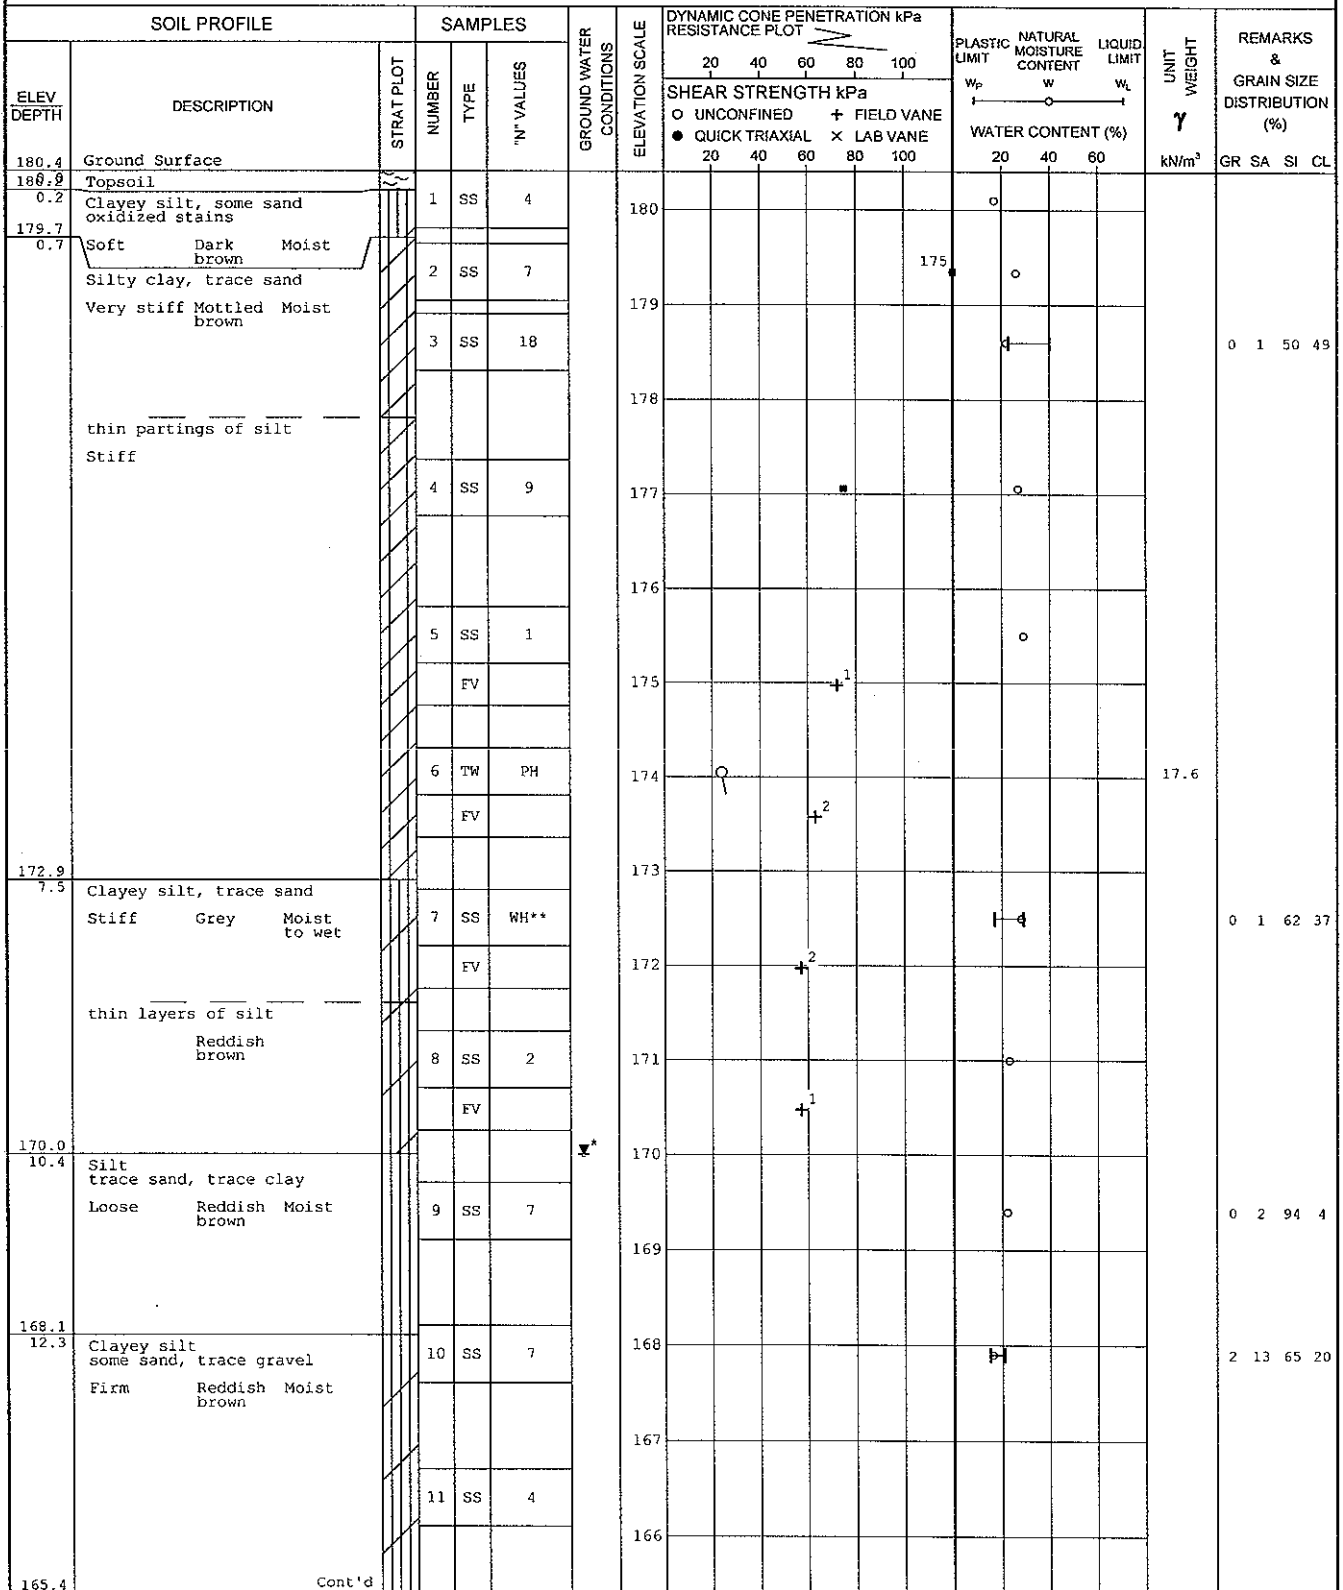 SOIL PROFILE
SAMPLES
GROUND WATER CONDITIONS
ELEVATION SCALE
DYNAMIC CONE PENETRATION kPa
RESISTANCE PLOT
20 40 60 80 100
SHEAR STRENGTH kPa
O UNCONFINED + FIELD VANE
● QUICK TRIAXIAL × LAB VANE
20 40 60 80 100
PLASTIC LIMIT
NATURAL MOISTURE CONTENT
LIQUID LIMIT
WP W WL
WATER CONTENT (%)
20 40 60
UNIT WEIGHT
γ
kN/m³
REMARKS
&
GRAIN SIZE
DISTRIBUTION
(%)
GR SA SI CL
ELEV
DEPTH
DESCRIPTION
STRAT PLOT
NUMBER
TYPE
"N" VALUES
180.4 Ground Surface
0.0
180.2 Topsoil
0.2 Clayey silt, some sand
oxidized stains
1 SS 4
180
179.7
0.7 Soft Dark brown Moist
Silty clay, trace sand
2 SS 7
175
179
Very stiff Mottled brown Moist
3 SS 18
0 1 50 49
178
thin partings of silt
Stiff
4 SS 9
177
176
5 SS 1
FV
175
1
6 TW PH
174
17.6
FV
2
173
172.9
7.5 Clayey silt, trace sand
Stiff Grey Moist to wet
7 SS WH**
0 1 62 37
FV
172
2
thin layers of silt
Reddish brown
8 SS 2
171
FV
1
170.0
*
170
10.4 Silt
trace sand, trace clay
Loose Reddish brown Moist
9 SS 7
0 2 94 4
169
168.1
12.3 Clayey silt
some sand, trace gravel
10 SS 7
168
2 13 65 20
Firm Reddish brown Moist
167
11 SS 4
166
165.4 Cont'd